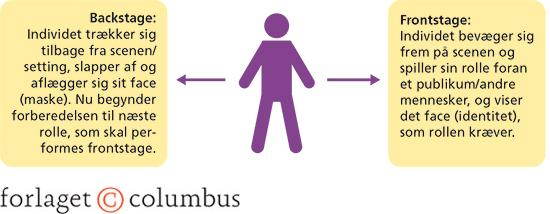 Backstage:
Individet trækker sig
tilbage fra scenen/
setting, slapper af og
aflægger sig sit face
(maske). Nu begynder
forberedelsen til næste
rolle, som skal per-
formes frontstage.
Frontstage:
Individet bevæger sig
frem på scenen og
spiller sin rolle foran
et publikum/andre
mennesker, og viser
det face (identitet),
som rollen kræver.
forlaget © columbus